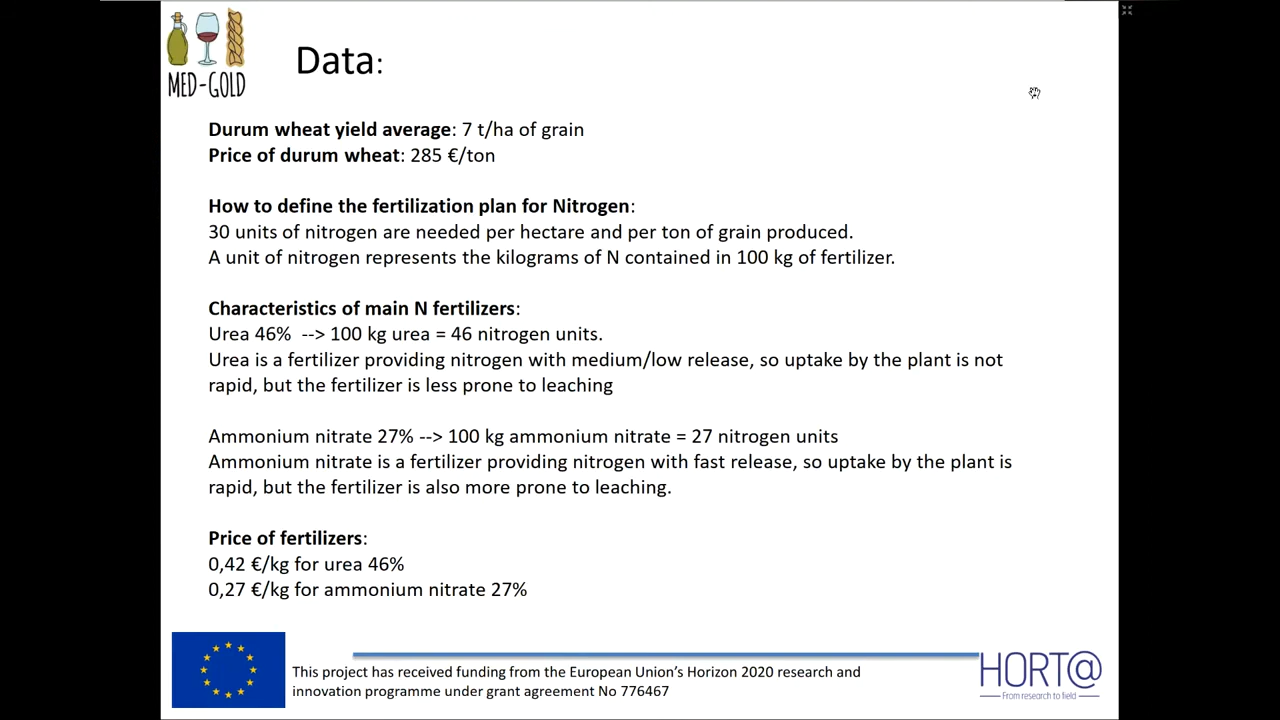 MED-GOLD
Data:
Durum wheat yield average: 7 t/ha of grain
Price of durum wheat: 285 €/ton
How to define the fertilization plan for Nitrogen:
30 units of nitrogen are needed per hectare and per ton of grain produced.
A unit of nitrogen represents the kilograms of N contained in 100 kg of fertilizer.
Characteristics of main N fertilizers:
Urea 46%  --> 100 kg urea = 46 nitrogen units.
Urea is a fertilizer providing nitrogen with medium/low release, so uptake by the plant is not
rapid, but the fertilizer is less prone to leaching
Ammonium nitrate 27% --> 100 kg ammonium nitrate = 27 nitrogen units
Ammonium nitrate is a fertilizer providing nitrogen with fast release, so uptake by the plant is
rapid, but the fertilizer is also more prone to leaching.
Price of fertilizers:
0,42 €/kg for urea 46%
0,27 €/kg for ammonium nitrate 27%
This project has received funding from the European Union’s Horizon 2020 research and
innovation programme under grant agreement No 776467
HORT@
From research to field